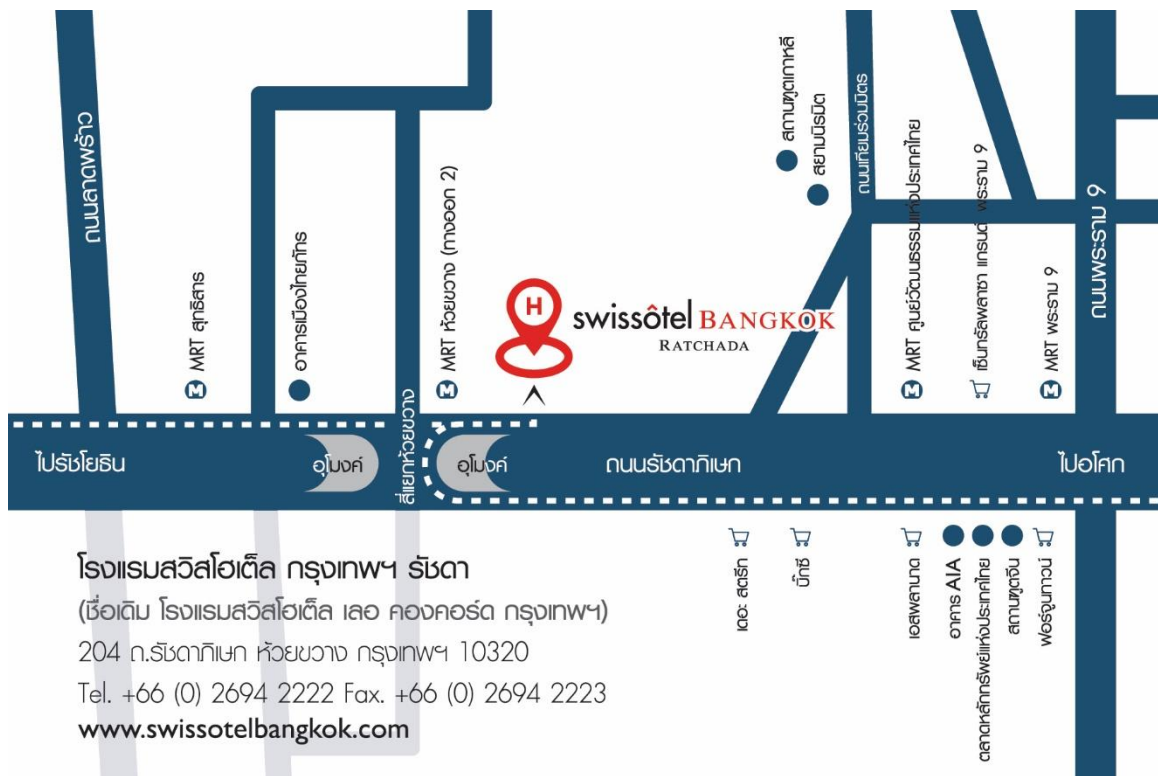 ถนนลาดพร้าว
MRT สุทธิสาร
อาคารเมืองไทยภัทร
MRT ห้วยขวาง (ทางออก 2)
H
swissôtel BANGKOK
RATCHADA
สถานทูตเกาหลี
สยามนิรมิต
ถนนเทียมร่วมมิตร
MRT ศูนย์วัฒนธรรมแห่งประเทศไทย
เซ็นทรัลพลาซา แกรนด์ พระราม 9
MRT พระราม 9
ถนนพระราม 9
ไปรัชโยธิน
อุโมงค์
สี่แยกห้วยขวาง
อุโมงค์
ถนนรัชดาภิเษก
ไปอโศก
เดอะ สตรีท
บิ๊กซี
เอสพลานาด
อาคาร AIA
ตลาดหลักทรัพย์แห่งประเทศไทย
สถานทูตจีน
ฟอร์จูนทาวน์
โรงแรมสวิสโฮเต็ล กรุงเทพฯ รัชดา
(ชื่อเดิม โรงแรมสวิสโฮเต็ล เลอ คองคอร์ด กรุงเทพฯ)
204 ถ.รัชดาภิเษก ห้วยขวาง กรุงเทพฯ 10320
Tel. +66 (0) 2694 2222 Fax. +66 (0) 2694 2223
www.swissotelbangkok.com